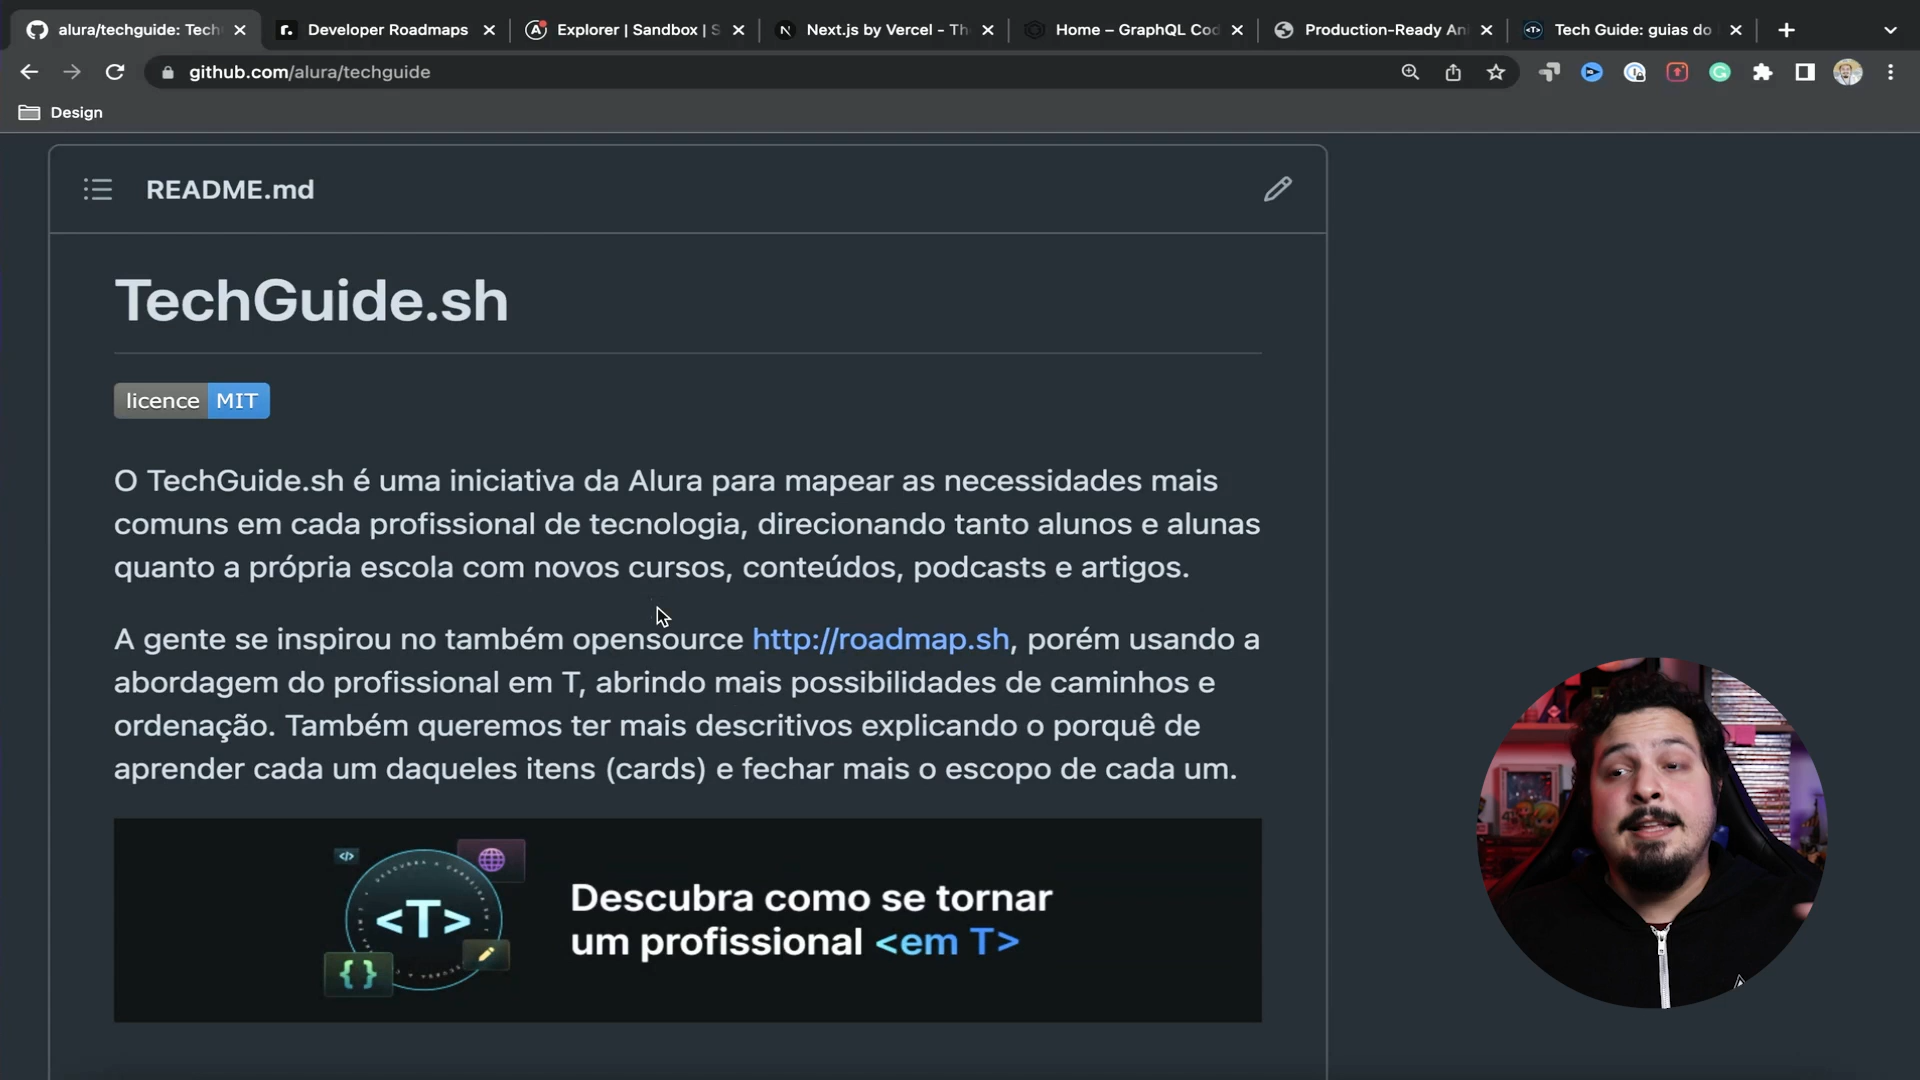 alura/techguide: Tech
Developer Roadmaps
Explorer | Sandbox | S
Next.js by Vercel - Th
Home – GraphQL Cod
Production-Ready An
Tech Guide: guias do
github.com/alura/techguide
Design
README.md
TechGuide.sh
licence MIT
O TechGuide.sh é uma iniciativa da Alura para mapear as necessidades mais
comuns em cada profissional de tecnologia, direcionando tanto alunos e alunas
quanto a própria escola com novos cursos, conteúdos, podcasts e artigos.
A gente se inspirou no também opensource http://roadmap.sh, porém usando a
abordagem do profissional em T, abrindo mais possibilidades de caminhos e
ordenação. Também queremos ter mais descritivos explicando o porquê de
aprender cada um daqueles itens (cards) e fechar mais o escopo de cada um.
<T>
Descubra como se tornar
um profissional <em T>